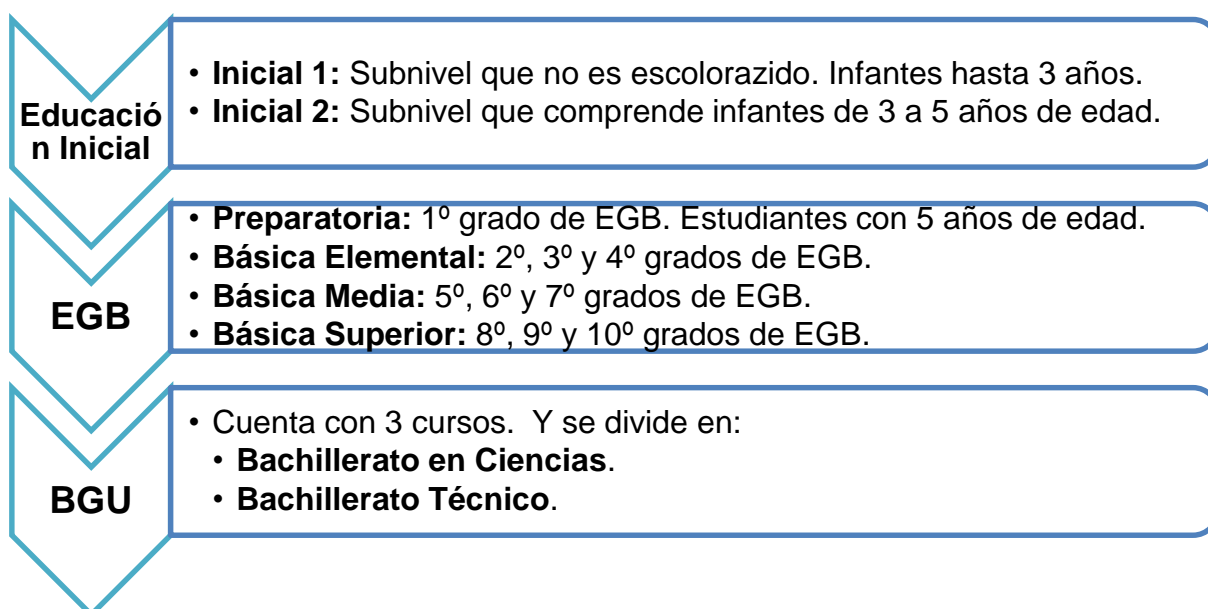 Educació
n Inicial
• Inicial 1: Subnivel que no es escolorazido. Infantes hasta 3 años.
• Inicial 2: Subnivel que comprende infantes de 3 a 5 años de edad.
EGB
• Preparatoria: 1º grado de EGB. Estudiantes con 5 años de edad.
• Básica Elemental: 2º, 3º y 4º grados de EGB.
• Básica Media: 5º, 6º y 7º grados de EGB.
• Básica Superior: 8º, 9º y 10º grados de EGB.
BGU
• Cuenta con 3 cursos.  Y se divide en:
• Bachillerato en Ciencias.
• Bachillerato Técnico.